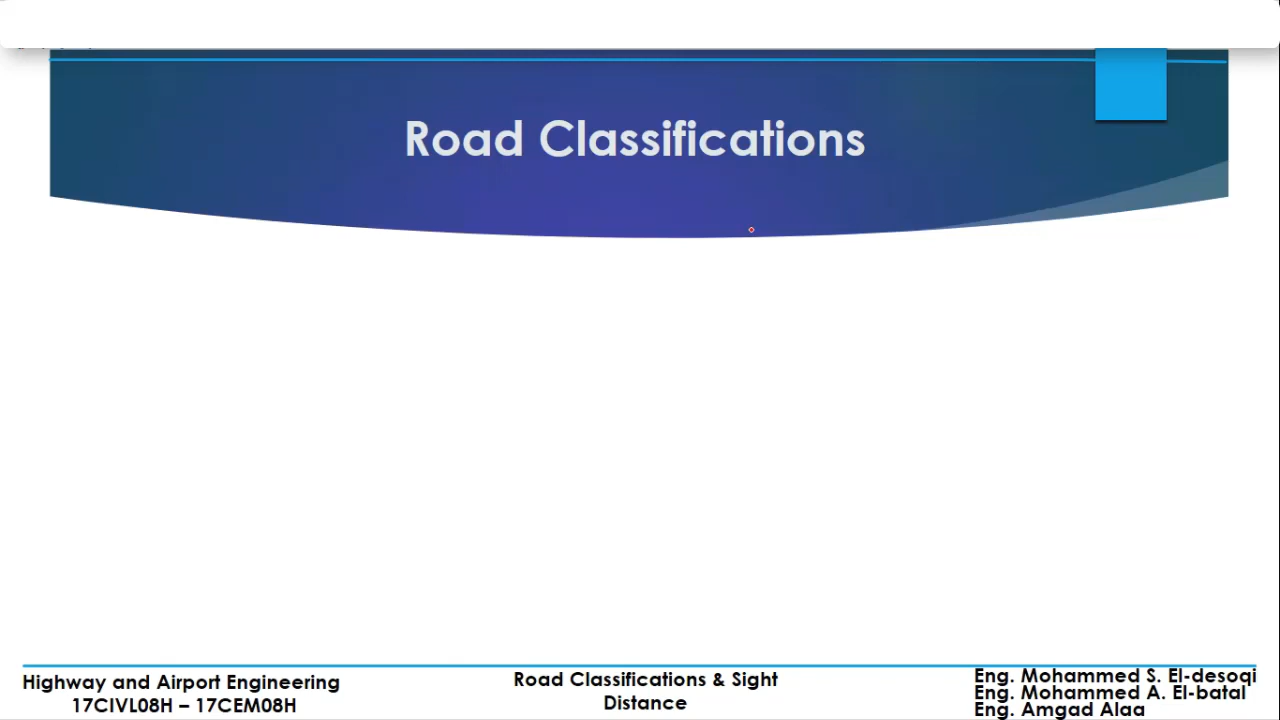 Road Classifications
Highway and Airport Engineering
17CIVL08H – 17CEM08H
Road Classifications & Sight
Distance
Eng. Mohammed S. El-desoqi
Eng. Mohammed A. El-batal
Eng. Amgad Alaa